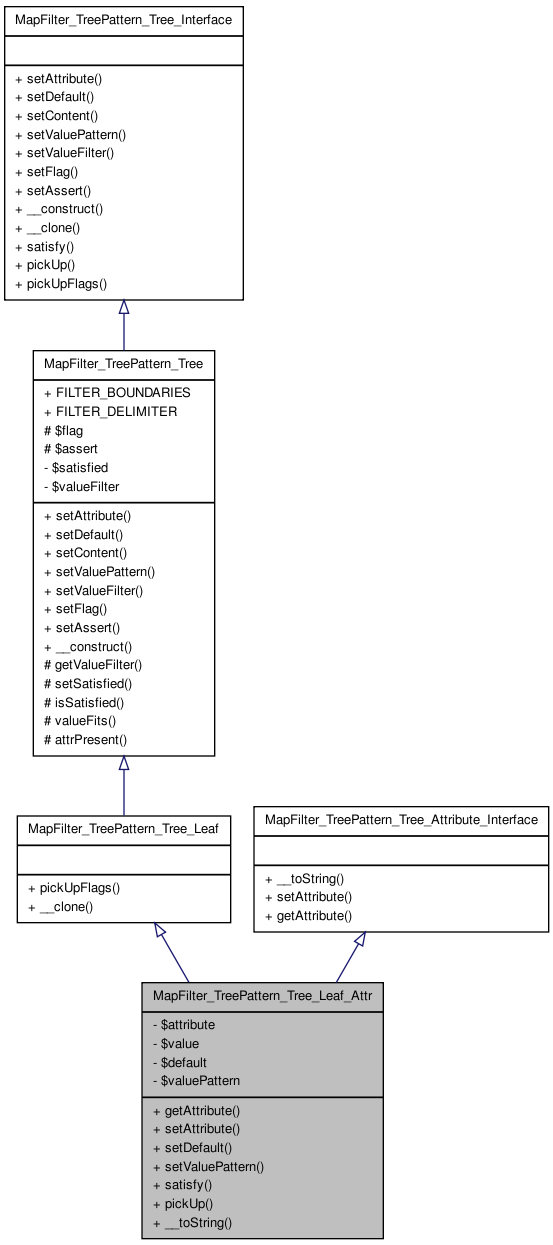 MapFilter_TreePattern_Tree_Interface
+ setAttribute()
+ setDefault()
+ setContent()
+ setValuePattern()
+ setValueFilter()
+ setFlag()
+ setAssert()
+ __construct()
+ __clone()
+ satisfy()
+ pickUp()
+ pickUpFlags()
MapFilter_TreePattern_Tree
+ FILTER_BOUNDARIES
+ FILTER_DELIMITER
# $flag
# $assert
- $satisfied
- $valueFilter
+ setAttribute()
+ setDefault()
+ setContent()
+ setValuePattern()
+ setValueFilter()
+ setFlag()
+ setAssert()
+ __construct()
# getValueFilter()
# setSatisfied()
# isSatisfied()
# valueFits()
# attrPresent()
MapFilter_TreePattern_Tree_Leaf
+ pickUpFlags()
+ __clone()
MapFilter_TreePattern_Tree_Attribute_Interface
+ __toString()
+ setAttribute()
+ getAttribute()
MapFilter_TreePattern_Tree_Leaf_Attr
- $attribute
- $value
- $default
- $valuePattern
+ getAttribute()
+ setAttribute()
+ setDefault()
+ setValuePattern()
+ satisfy()
+ pickUp()
+ __toString()